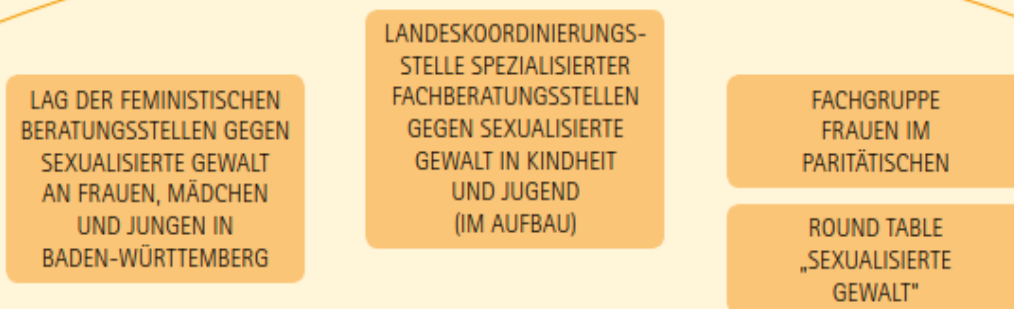 LAG DER FEMINISTISCHEN
BERATUNGSSTELLEN GEGEN
SEXUALISIERTE GEWALT
AN FRAUEN, MÄDCHEN
UND JUNGEN IN
BADEN-WÜRTTEMBERG
LANDESKOORDINIERUNGS-
STELLE SPEZIALISIERTER
FACHBERATUNGSSTELLEN
GEGEN SEXUALISIERTE
GEWALT IN KINDHEIT
UND JUGEND
(IM AUFBAU)
FACHGRUPPE
FRAUEN IM
PARITÄTISCHEN
ROUND TABLE
„SEXUALISIERTE
GEWALT"